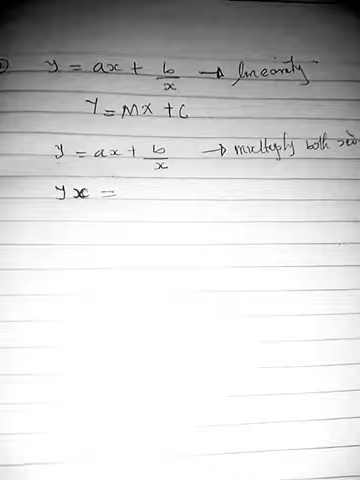 y = ax + b/x → linearity
Y = MX + C
y = ax + b/x → multiply both
yx =